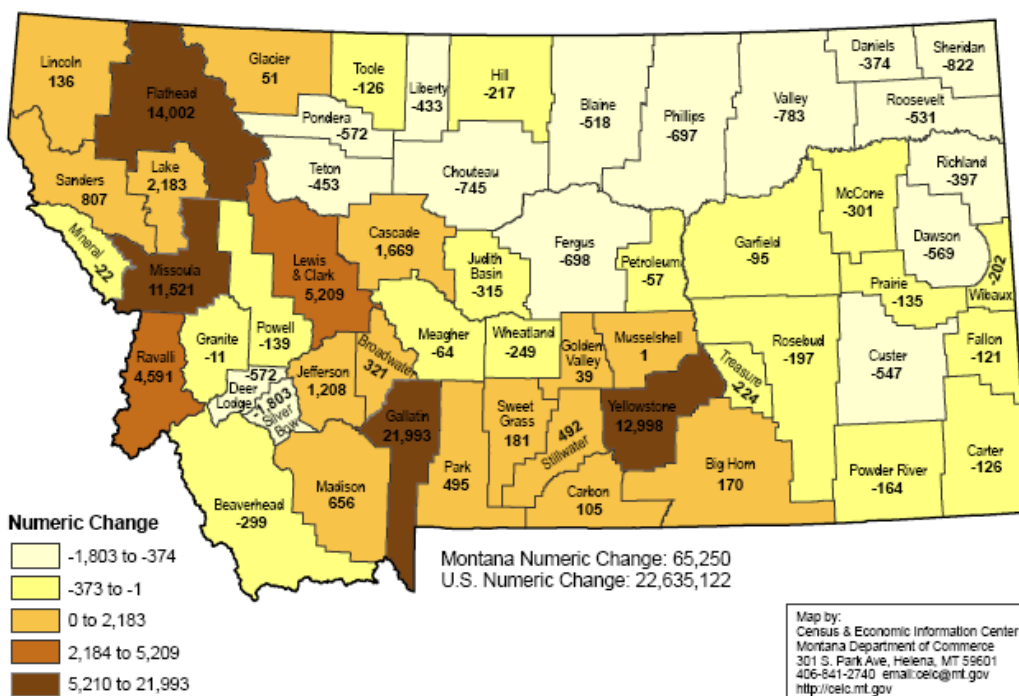 Lincoln
136
Flathead
14,002
Glacier
51
Toole
-126
Liberty
-433
Hill
-217
Blaine
-518
Phillips
-697
Valley
-783
Daniels
-374
Sheridan
-822
Roosevelt
-531
Pondera
-572
Teton
-453
Chouteau
-745
Richland
-397
McCone
-301
Dawson
-569
Sanders
807
Lake
2,183
Mineral
-22
Missoula
11,521
Lewis
& Clark
5,209
Cascade
1,669
Judith
Basin
-315
Fergus
-698
Petroleum
-57
Garfield
-95
Prairie
-135
-202
Wibaux
Ravalli
4,591
Granite
-11
Powell
-139
Meagher
-64
Wheatland
-249
Golden
Valley
39
Musselshell
1
Treasure
-224
Rosebud
-197
Custer
-547
Fallon
-121
-572
Deer
Lodge
-1,803
Silver
Bow
Jefferson
1,208
Broadwater
321
Gallatin
21,993
Park
495
Sweet
Grass
181
492
Stillwater
Yellowstone
12,998
Big Horn
170
Carbon
105
Powder River
-164
Carter
-126
Beaverhead
-299
Madison
656
Numeric Change
-1,803 to -374
-373 to -1
0 to 2,183
2,184 to 5,209
5,210 to 21,993
Montana Numeric Change: 65,250
U.S. Numeric Change: 22,635,122
Map by:
Census & Economic Information Center
Montana Department of Commerce
301 S. Park Ave, Helena, MT 59601
406-841-2740 email:ceic@mt.gov
http://ceic.mt.gov